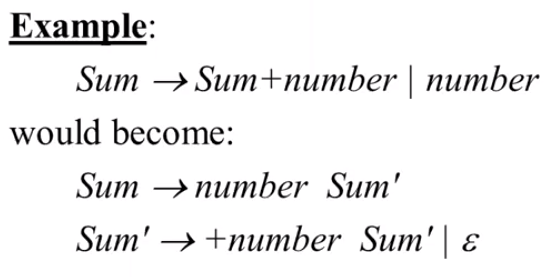 Example:
Sum → Sum+number | number
would become:
Sum → number Sum'
Sum' → +number Sum' | ε